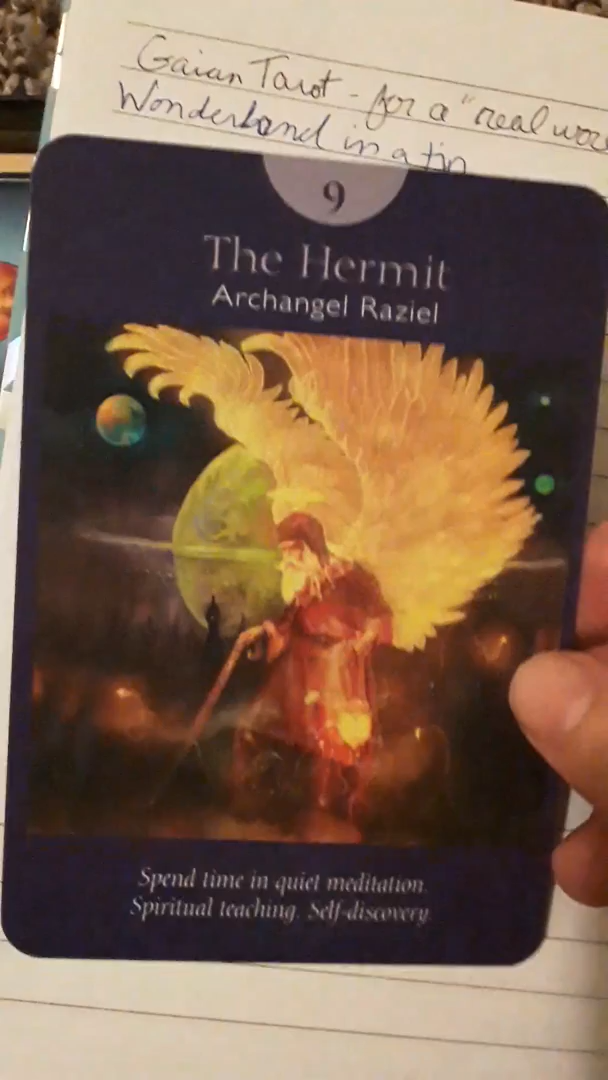 Gaian Tarot - for a "real
Wonderland in a tin
9
The Hermit
Archangel Raziel
Spend time in quiet meditation.
Spiritual teaching. Self-discovery.